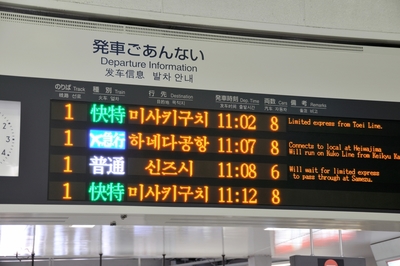 発車ごあんない
Departure Information
发车信息 발차 안내
のりば Track 種別 Train 行先 Destination 発車時刻 Dep. Time 両数 Cars 備考 Remarks
1 快特 미사키구치 11:02 8 Limited express from Toei Line.
1 하네다공항 11:07 8 Connects to local at Heiwajima
Will run on Kuko Line from Keikyu Ka
1 普通 신즈시 11:08 6 Will wait for limited express
to pass through at Samezu.
1 快特 미사키구치 11:12 8